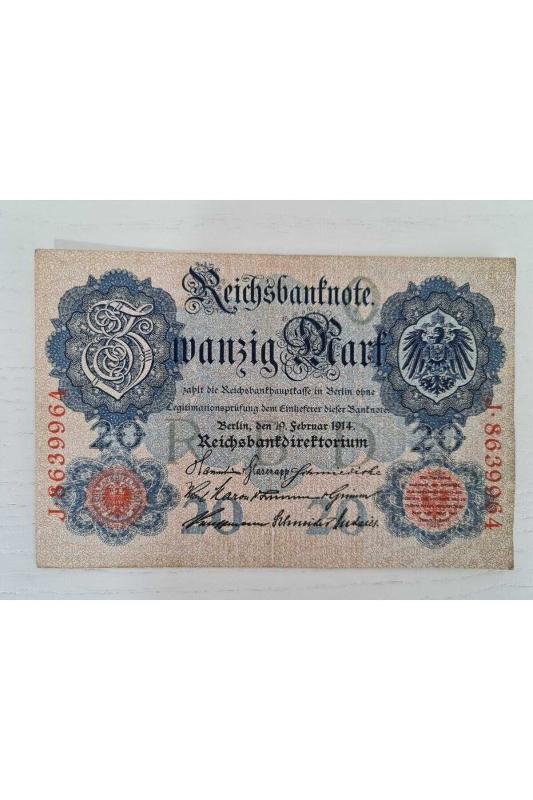 Reichsbanknote.
Zwanzig Mark
zahlt die Reichsbankhauptkasse in Berlin ohne
Legitimationsprüfung dem Einlieferer dieser Banknote.
Berlin, den 19. Februar 1914.
Reichsbankdirektorium
20 20
R B D
J·8639964
J·8639964
20 20